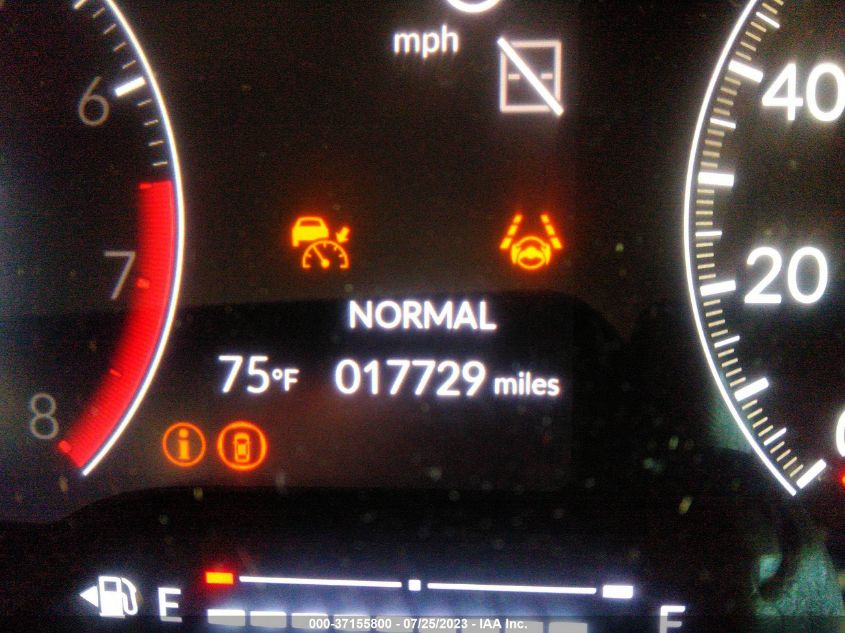 mph
6
40
7
20
NORMAL
75°F 017729 miles
8
i
E F
000-37155800 - 07/25/2023 - IAA Inc.